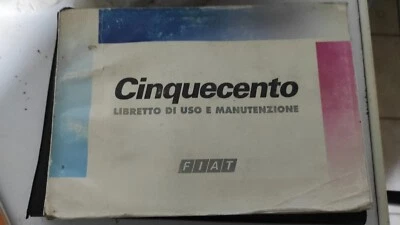 Cinquecento
LIBRETTO DI USO E MANUTENZIONE
FIAT